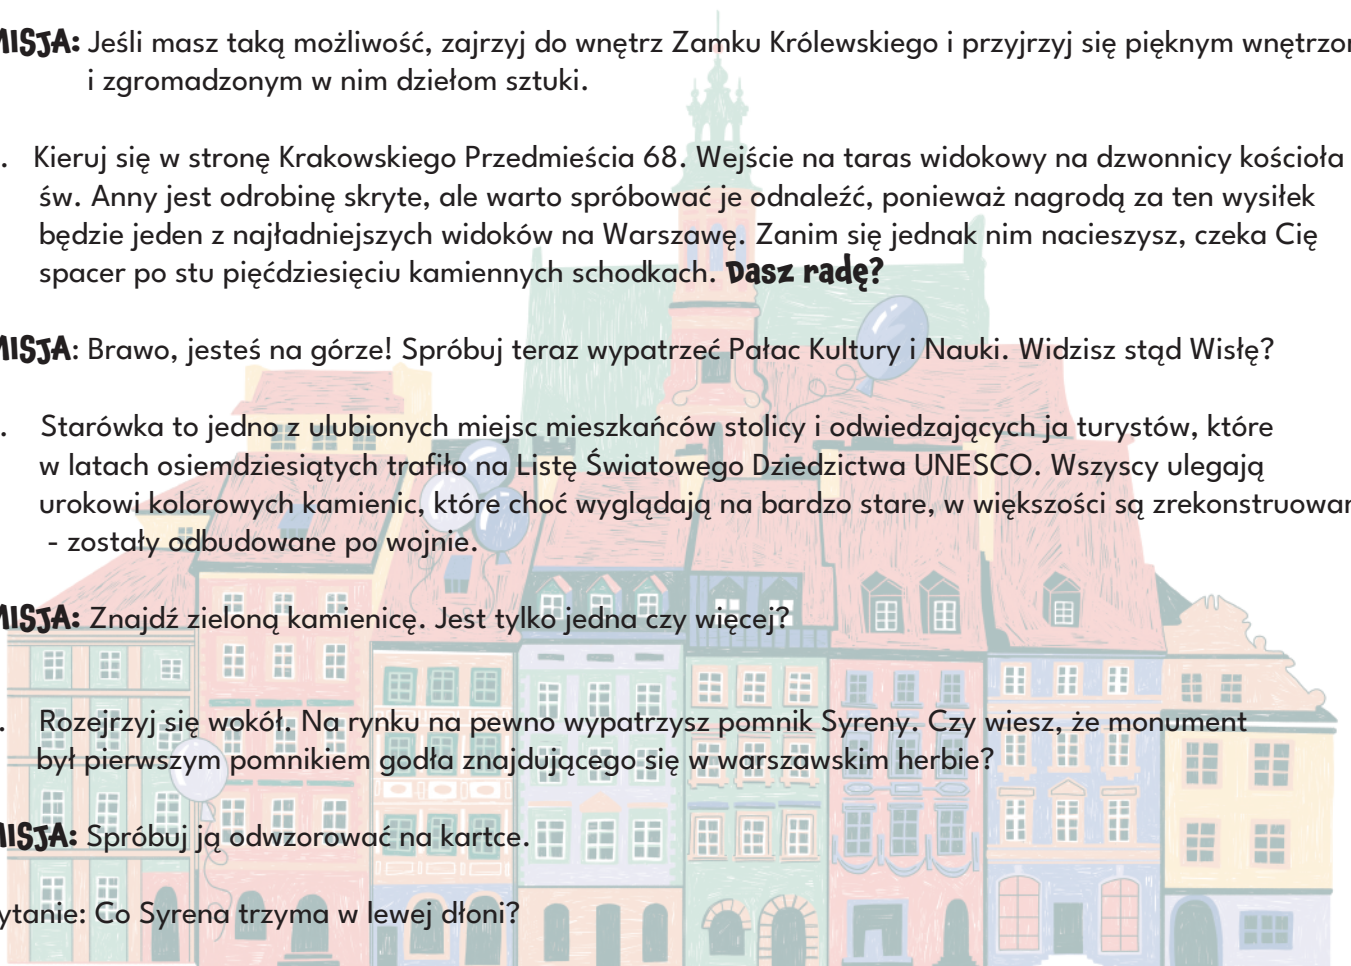 MISJA: Jeśli masz taką możliwość, zajrzyj do wnętrz Zamku Królewskiego i przyjrzyj się pięknym
i zgromadzonym w nim dziełom sztuki.
. Kieruj się w stronę Krakowskiego Przedmieścia 68. Wejście na taras widokowy na dzwonnicy kościoła
św. Anny jest odrobinę skryte, ale warto spróbować je odnaleźć, ponieważ nagrodą za ten wysiłek
będzie jeden z najładniejszych widoków na Warszawę. Zanim się jednak nim nacieszysz, czeka Cię
spacer po stu pięćdziesięciu kamiennych schodkach. Dasz radę?
MISJA: Brawo, jesteś na górze! Spróbuj teraz wypatrzeć Pałac Kultury i Nauki. Widzisz stąd Wisłę?
. Starówka to jedno z ulubionych miejsc mieszkańców stolicy i odwiedzających ja turystów, które
w latach osiemdziesiątych trafiło na Listę Światowego Dziedzictwa UNESCO. Wszyscy ulegają
urokowi kolorowych kamienic, które choć wyglądają na bardzo stare, w większości są
- zostały odbudowane po wojnie.
MISJA: Znajdź zieloną kamienicę. Jest tylko jedna czy więcej?
. Rozejrzyj się wokół. Na rynku na pewno wypatrzysz pomnik Syreny. Czy wiesz, że monument
był pierwszym pomnikiem godła znajdującego się w warszawskim herbie?
MISJA: Spróbuj ją odwzorować na kartce.
ytanie: Co Syrena trzyma w lewej dłoni?